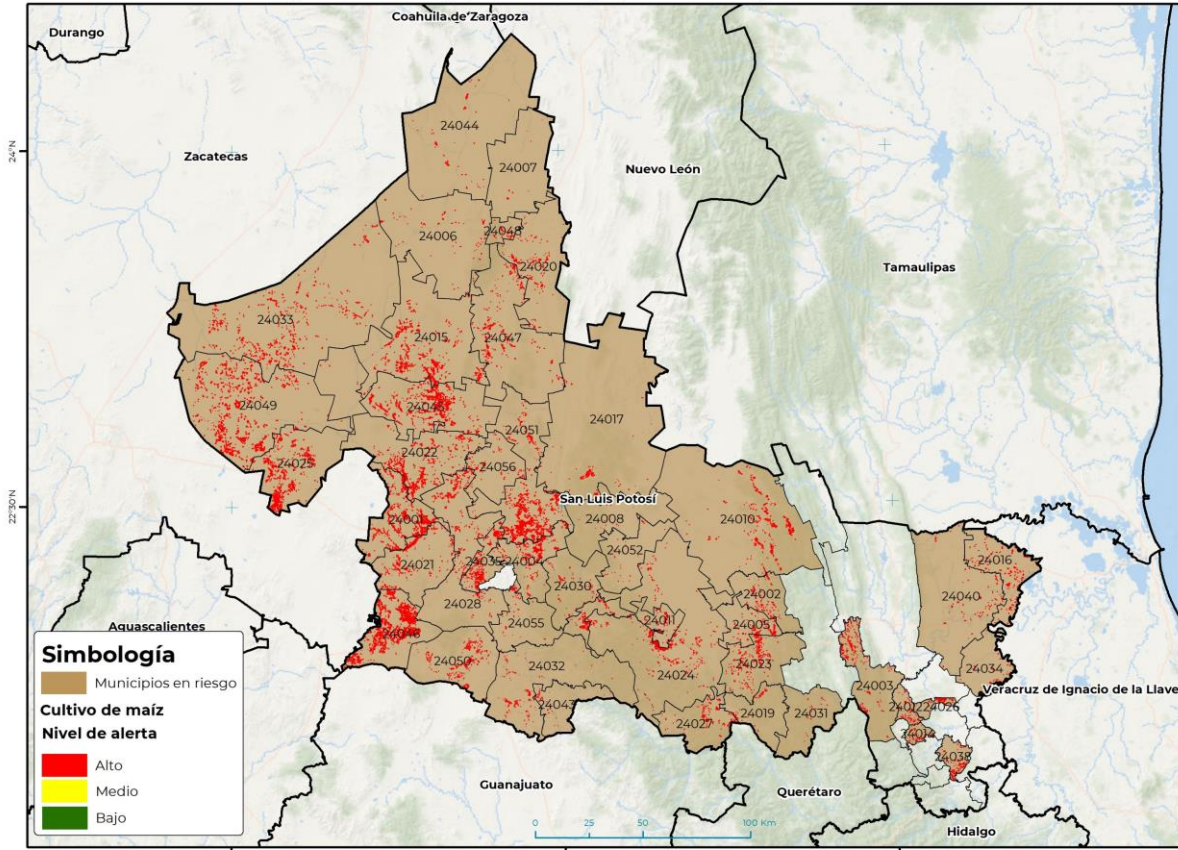 Coahuila de Zaragoza
Durango
24044
24°N
Zacatecas
24007
Nuevo León
24006
24048
24020
Tamaulipas
24033
24015
24047
24049
24045
24017
24051
24025
24022
24056
San Luis Potosí
22°30'N
24001
24008
24010
24052
24035
24004
24016
24021
24030
24002
24040
24028
24055
24011
24005
Aguascalientes
24046
24023
24050
24032
24024
24034
24003
Veracruz de Ignacio de la Llave
24043
24012
24026
24027
24019
24031
24014
24038
Guanajuato
Querétaro
Hidalgo
0 25 50 100 Km
Simbología
Municipios en riesgo
Cultivo de maíz
Nivel de alerta
Alto
Medio
Bajo